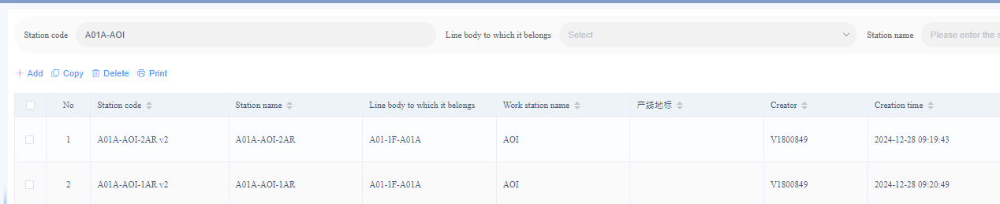 Station code A01A-AOI Line body to which it belongs Select Station name Please enter the s
Add Copy Delete Print
No Station code Station name Line body to which it belongs Work station name 产线地标 Creator Creation time
1 A01A-AOI-2AR v2 A01A-AOI-2AR A01-1F-A01A AOI V1800849 2024-12-28 09:19:43
2 A01A-AOI-1AR v2 A01A-AOI-1AR A01-1F-A01A AOI V1800849 2024-12-28 09:20:49